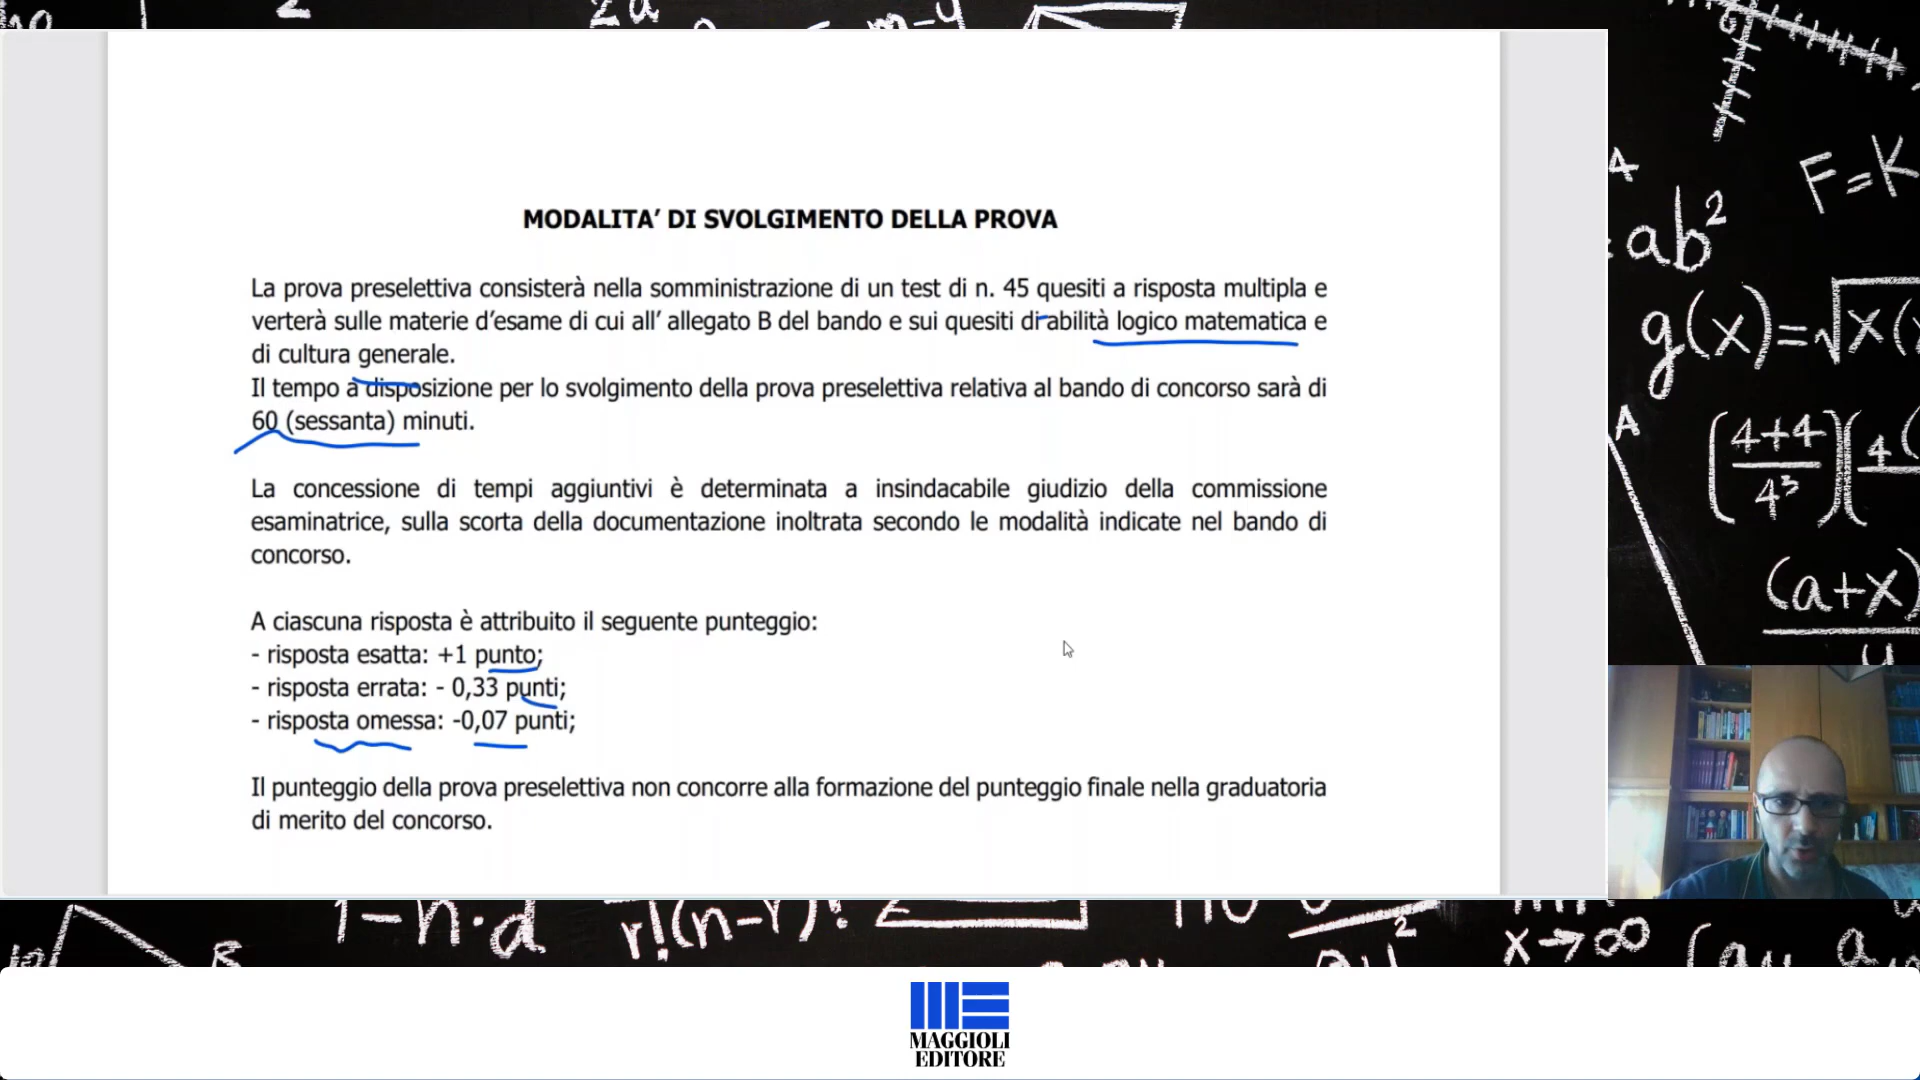 MODALITA’ DI SVOLGIMENTO DELLA PROVA
La prova preselettiva consisterà nella somministrazione di un test di n. 45 quesiti a risposta multipla e
verterà sulle materie d’esame di cui all’ allegato B del bando e sui quesiti di abilità logico matematica e
di cultura generale.
Il tempo a disposizione per lo svolgimento della prova preselettiva relativa al bando di concorso sarà di
60 (sessanta) minuti.
La concessione di tempi aggiuntivi è determinata a insindacabile giudizio della commissione
esaminatrice, sulla scorta della documentazione inoltrata secondo le modalità indicate nel bando di
concorso.
A ciascuna risposta è attribuito il seguente punteggio:
- risposta esatta: +1 punto;
- risposta errata: - 0,33 punti;
- risposta omessa: -0,07 punti;
Il punteggio della prova preselettiva non concorre alla formazione del punteggio finale nella graduatoria
di merito del concorso.
F=K
ab²
g(x)=√x(
A
(4+4/4³)(4
(a+x)
1-n·d
r!(n-r)!
x→∞
B
MAGGIOLI
EDITORE